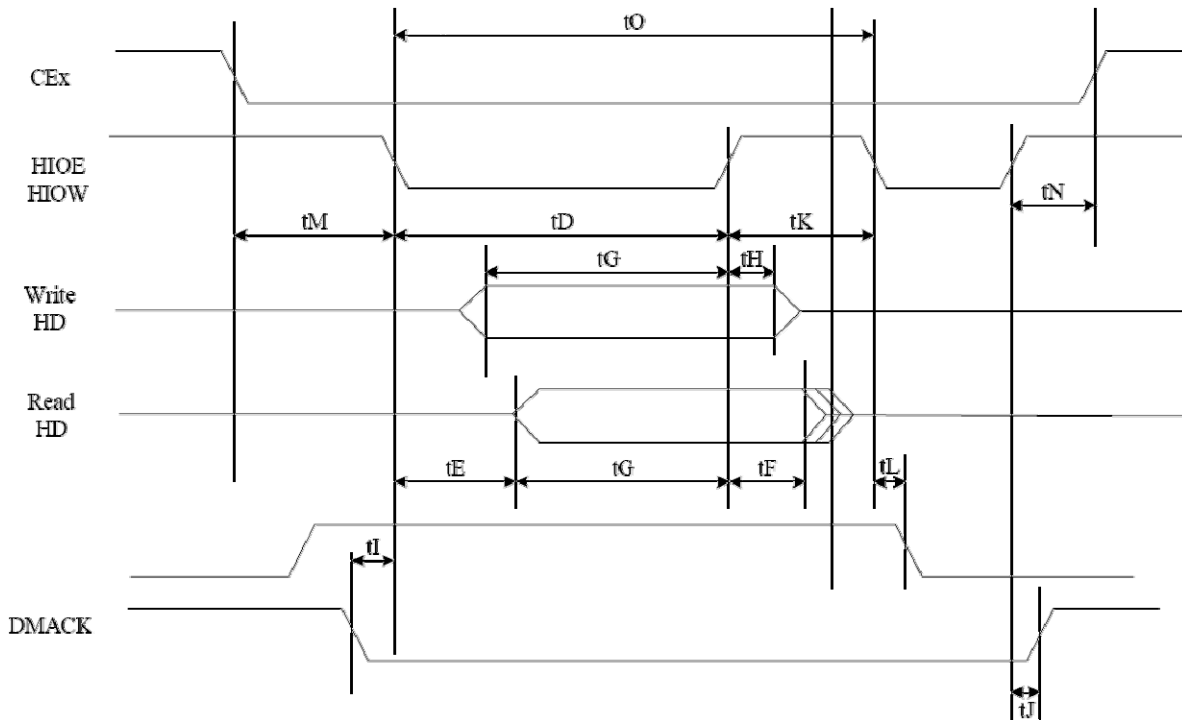 tO
CEx
HIOE
HIOW
tM
tD
tK
tN
tG
tH
Write
HD
Read
HD
tE
tG
tF
tL
tI
DMACK
tJ